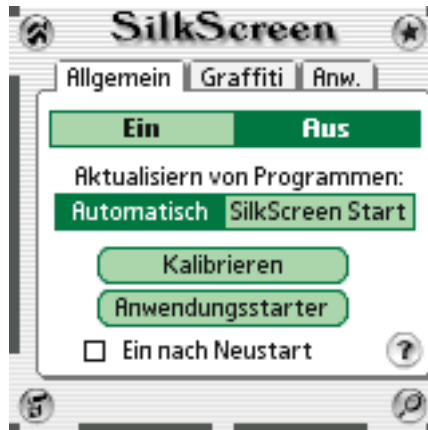 SilkScreen
Allgemein Graffiti Anw.
Ein Aus
Aktualisiern von Programmen:
Automatisch SilkScreen Start
Kalibrieren
Anwendungsstarter
Ein nach Neustart ?